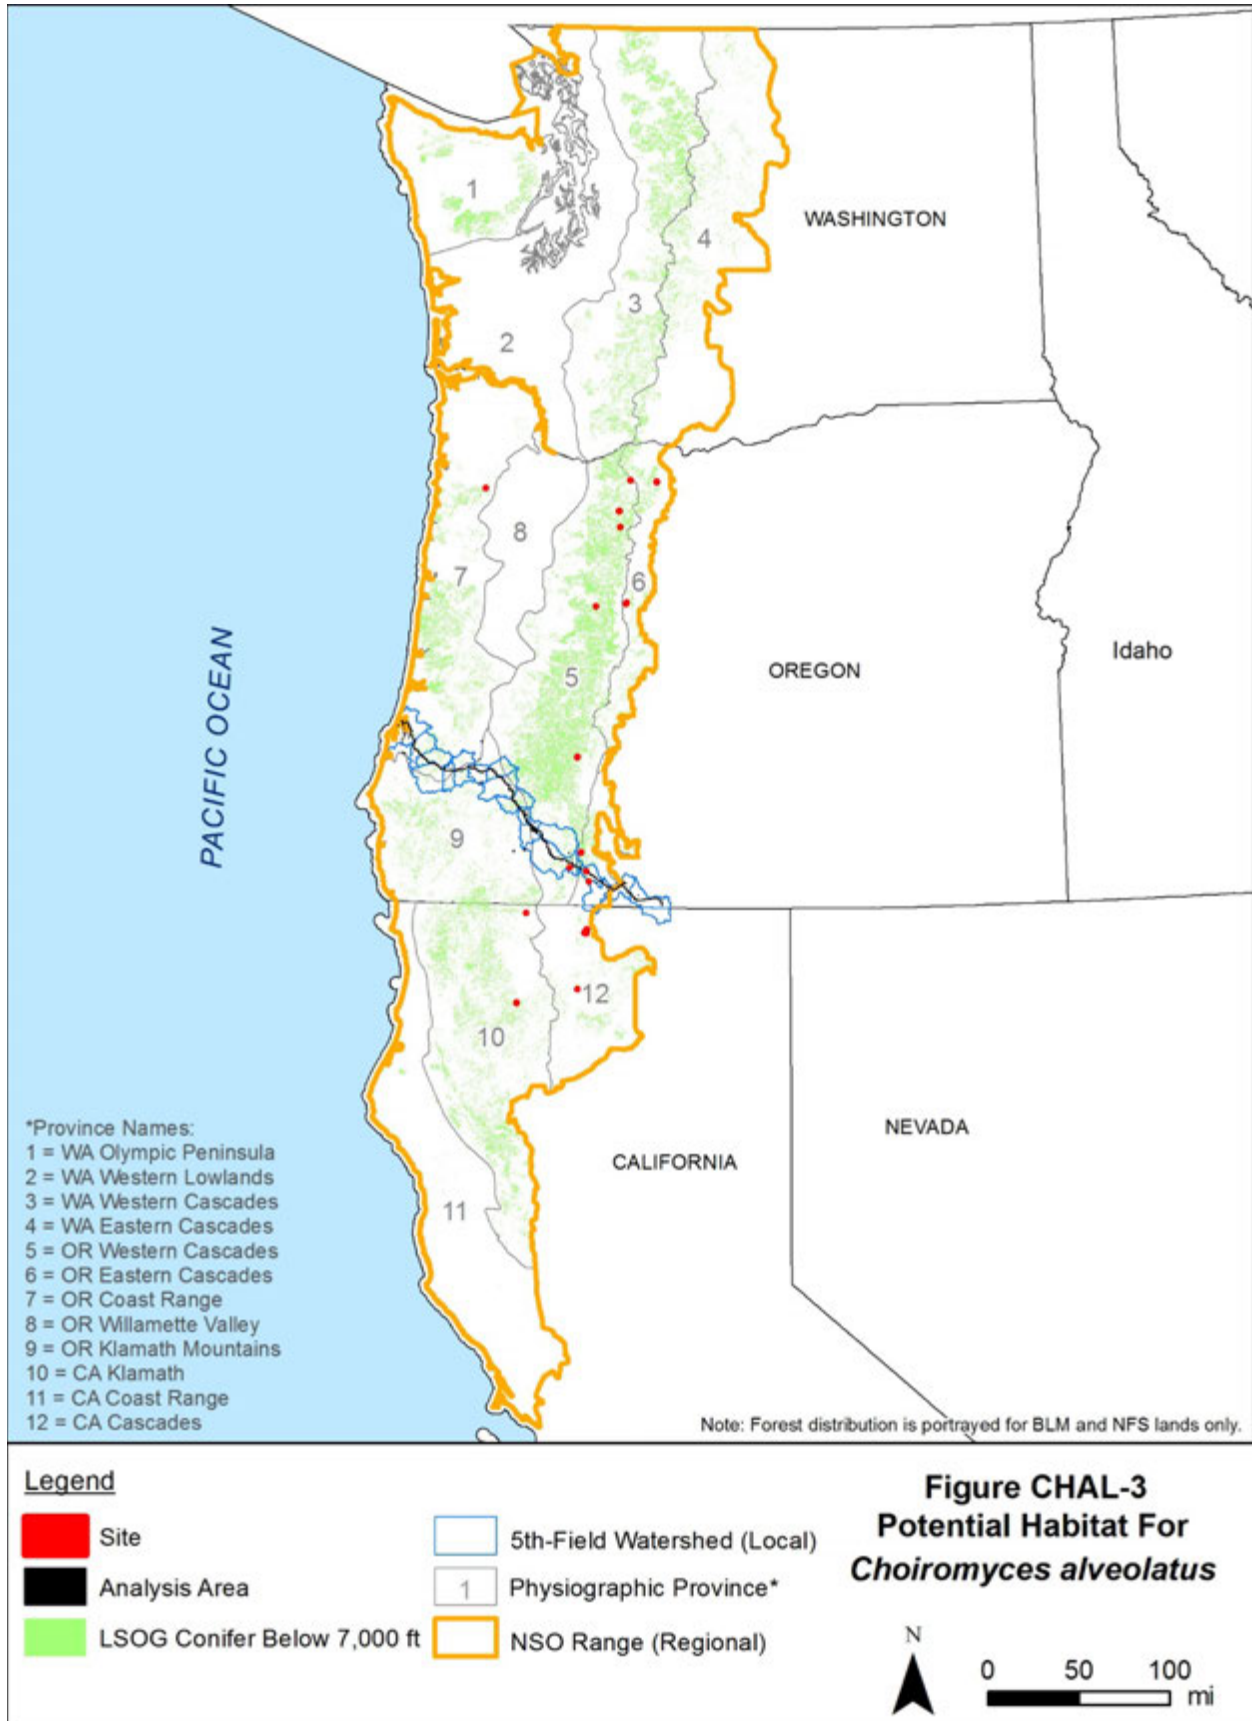 WASHINGTON
1
4
3
2
8
7
6
5
OREGON
Idaho
PACIFIC OCEAN
9
12
10
NEVADA
CALIFORNIA
11
*Province Names:
1 = WA Olympic Peninsula
2 = WA Western Lowlands
3 = WA Western Cascades
4 = WA Eastern Cascades
5 = OR Western Cascades
6 = OR Eastern Cascades
7 = OR Coast Range
8 = OR Willamette Valley
9 = OR Klamath Mountains
10 = CA Klamath
11 = CA Coast Range
12 = CA Cascades
Note: Forest distribution is portrayed for BLM and NFS lands only.
Legend
Site
Analysis Area
LSOG Conifer Below 7,000 ft
5th-Field Watershed (Local)
1 Physiographic Province*
NSO Range (Regional)
Figure CHAL-3
Potential Habitat For
Choiromyces alveolatus
N
0 50 100
mi